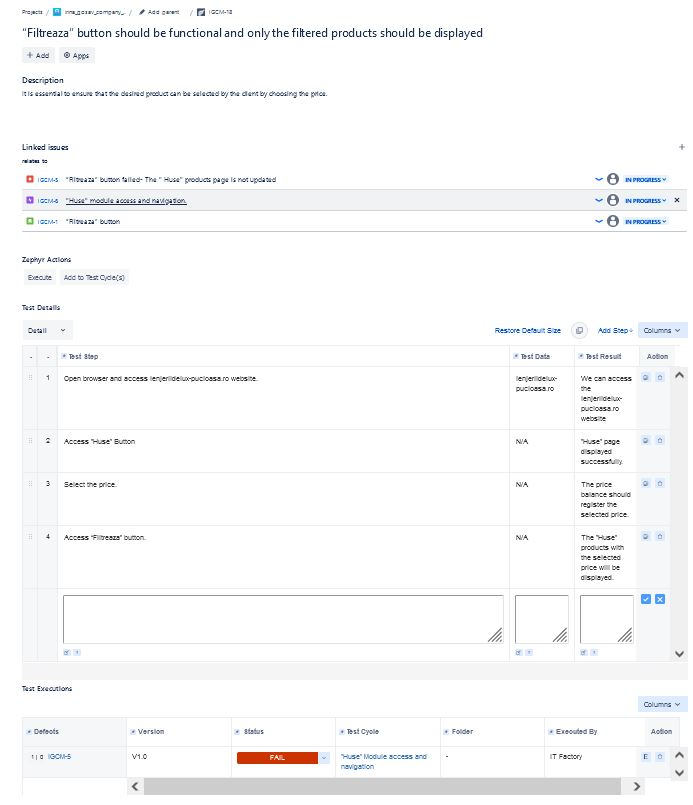 Projects / inna_gosav_company_.. / Add parent / IGCM-18
"Filtreaza" button should be functional and only the filtered products should be displayed
+ Add Apps
Description
It is essential to ensure that the desired product can be selected by the client by choosing the price.
Linked issues +
relates to
IGCM-5 "Filtreaza" button failed- The " Huse" products page is not updated IN PROGRESS
IGCM-6 "Huse" module access and navigation. IN PROGRESS ×
IGCM-1 "Filtreaza" button IN PROGRESS
Zephyr Actions
Execute Add to Test Cycle(s)
Test Details
Detail Restore Default Size Add Step+ Columns
- - Test Step Test Data Test Result Action
1 Open browser and access lenjeriidelux-pucioasa.ro website. lenjeriidelux-pucioasa.ro We can access the lenjeriidelux-pucioasa.ro website
2 Access "Huse" Button N/A "Huse" page displayed successfully.
3 Select the price. N/A The price balance should register the selected price.
4 Access "Filtreaza" button. N/A The "Huse" products with the selected price will be displayed.
Test Executions
Columns
Defects Version Status Test Cycle Folder Executed By Action
1 | 0 IGCM-5 V1.0 FAIL "Huse" Module access and navigation - IT Factory E